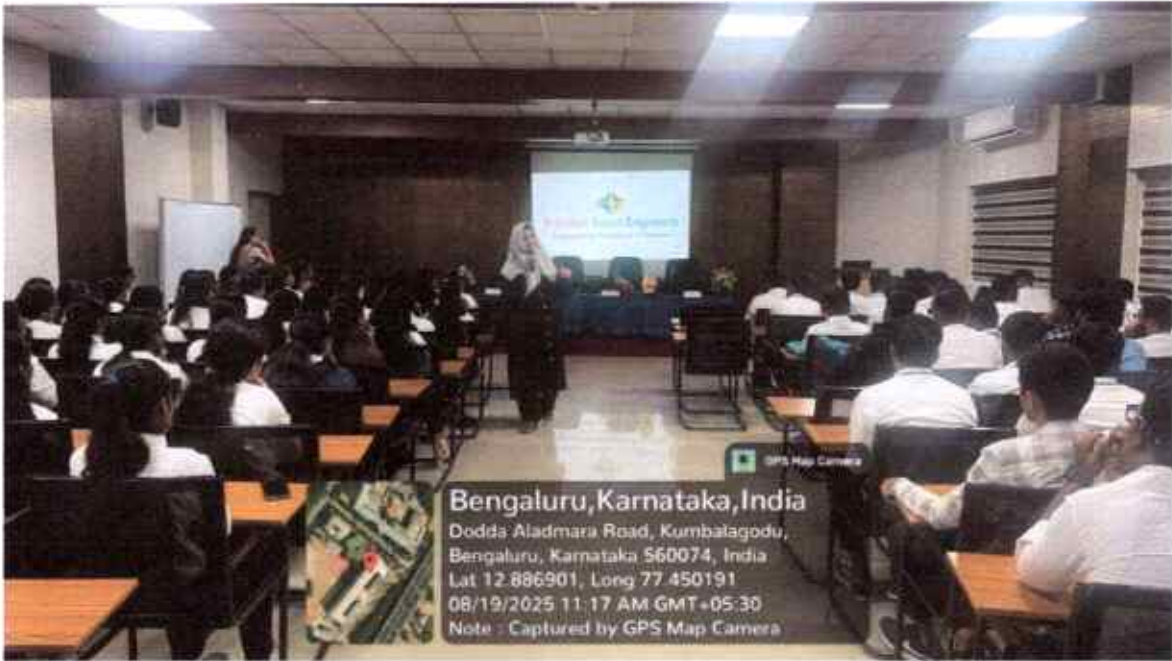 GPS Map Camera
Bengaluru,Karnataka,India
Dodda Aladmara Road, Kumbalagodu,
Bengaluru, Karnataka 560074, India
Lat 12.886901, Long 77.450191
08/19/2025 11:17 AM GMT+05:30
Note : Captured by GPS Map Camera